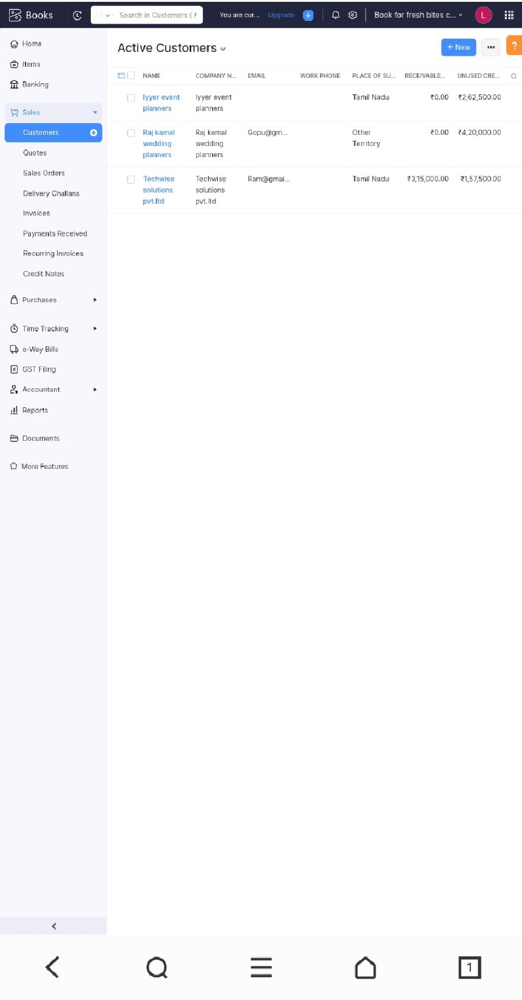 Books
Search in Customers ( /
You are cur... Upgrade
Book for fresh bites c...
L
Home
Items
Banking
Sales
Customers
Quotes
Sales Orders
Delivery Challans
Invoices
Payments Received
Recurring Invoices
Credit Notes
Purchases
Time Tracking
e-Way Bills
GST Filing
Accountant
Reports
Documents
More Features
Active Customers
+ New
?
NAME COMPANY N... EMAIL WORK PHONE PLACE OF SU... RECEIVABLE... UNUSED CRE...
Iyyer event Iyyer event Tamil Nadu ₹0.00 ₹2,62,500.00
planners planners
Raj kamal Raj kamal Gopu@gm... Other ₹0.00 ₹4,20,000.00
wedding wedding Territory
planners planners
Techwise Techwise Ram@gmai... Tamil Nadu ₹3,15,000.00 ₹1,57,500.00
solutions solutions
pvt.ltd pvt.ltd
1